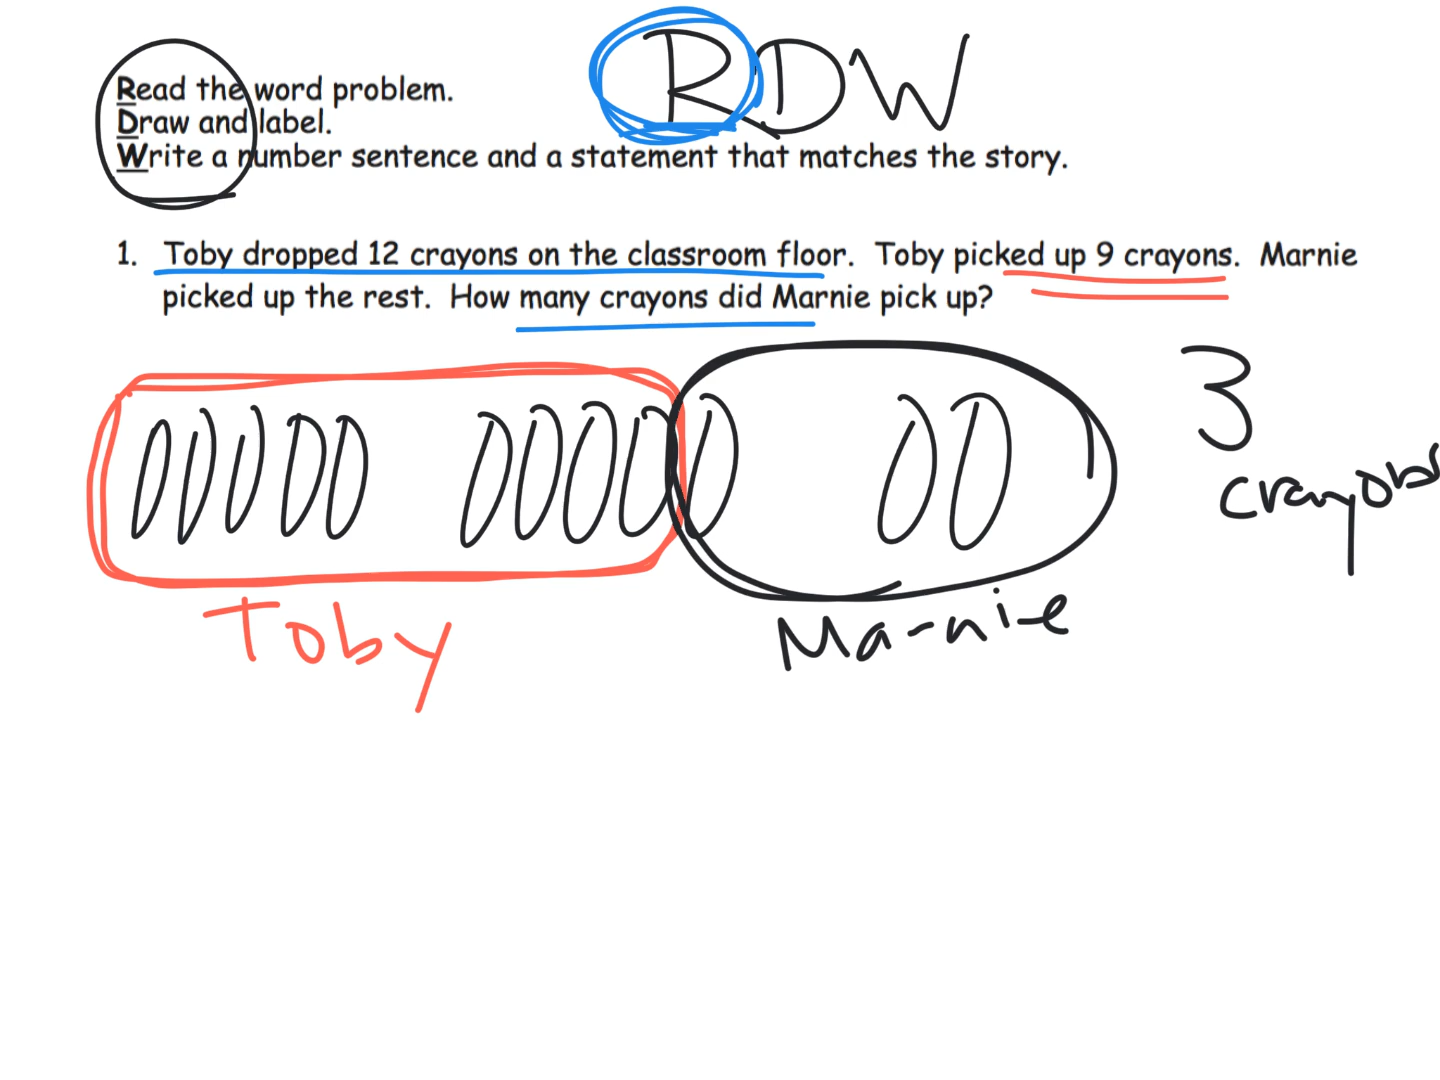 RDW
Read the word problem.
Draw and label.
Write a number sentence and a statement that matches the story.
1. Toby dropped 12 crayons on the classroom floor. Toby picked up 9 crayons. Marnie
picked up the rest. How many crayons did Marnie pick up?
3
crayons
Toby
Marnie